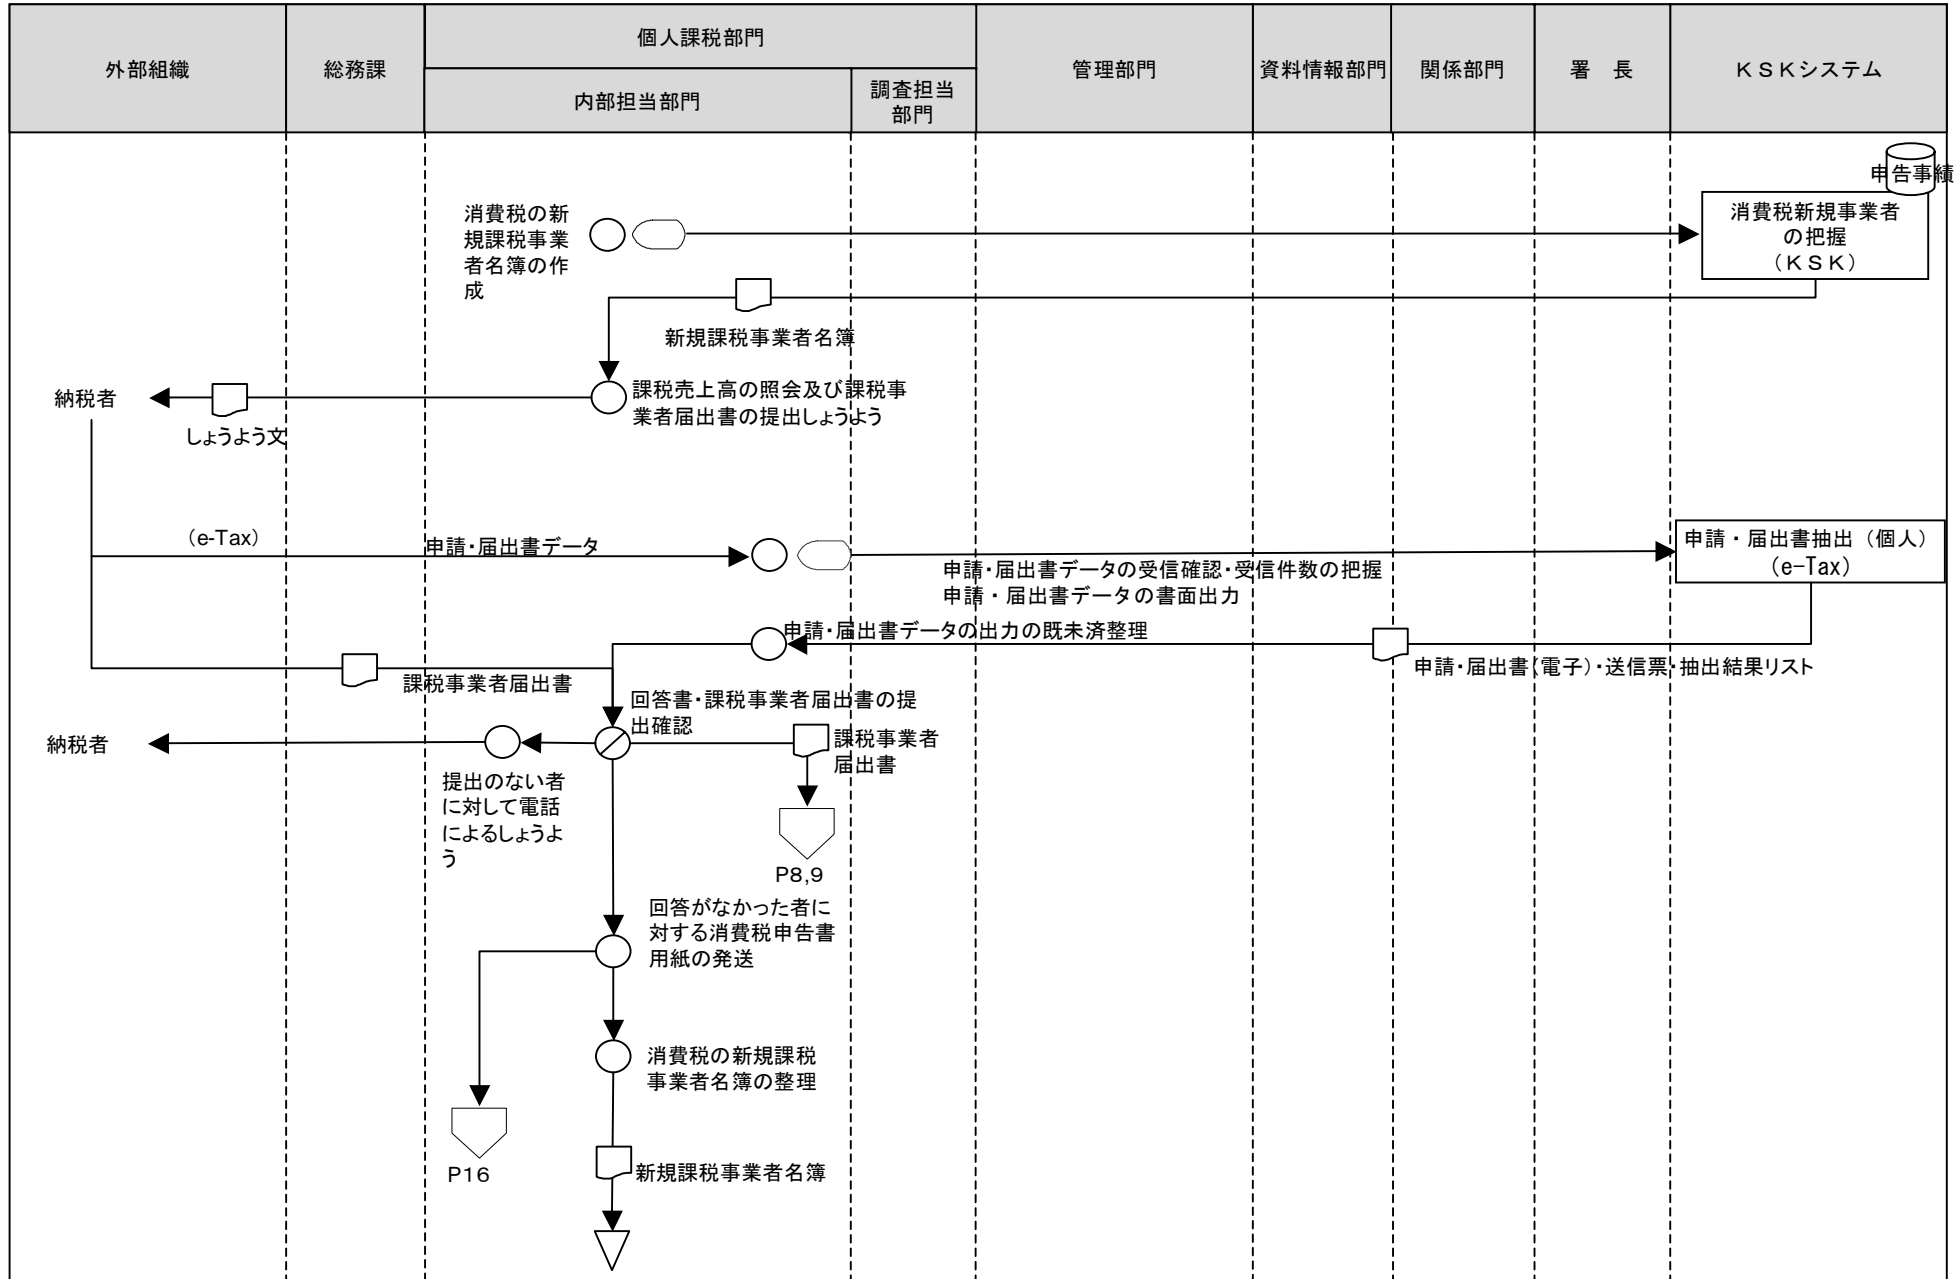 外部組織
総務課
個人課税部門
内部担当部門
調査担当
部門
管理部門
資料情報部門
関係部門
署　長
ＫＳＫシステム
申告事績
消費税の新
規課税事業
者名簿の作
成
消費税新規事業者
の把握
（ＫＳＫ）
新規課税事業者名簿
納税者
課税売上高の照会及び課税事
業者届出書の提出しょうよう
しょうよう文
（e-Tax）
申請・届出書データ
申請・届出書抽出（個人）
（e-Tax）
申請・届出書データの受信確認・受信件数の把握
申請・届出書データの書面出力
申請・届出書データの出力の既未済整理
申請・届出書（電子）・送信票・抽出結果リスト
課税事業者届出書
回答書・課税事業者届出書の提
出確認
納税者
課税事業者
届出書
提出のない者
に対して電話
によるしょうよ
う
P8,9
回答がなかった者に
対する消費税申告書
用紙の発送
消費税の新規課税
事業者名簿の整理
P16
新規課税事業者名簿